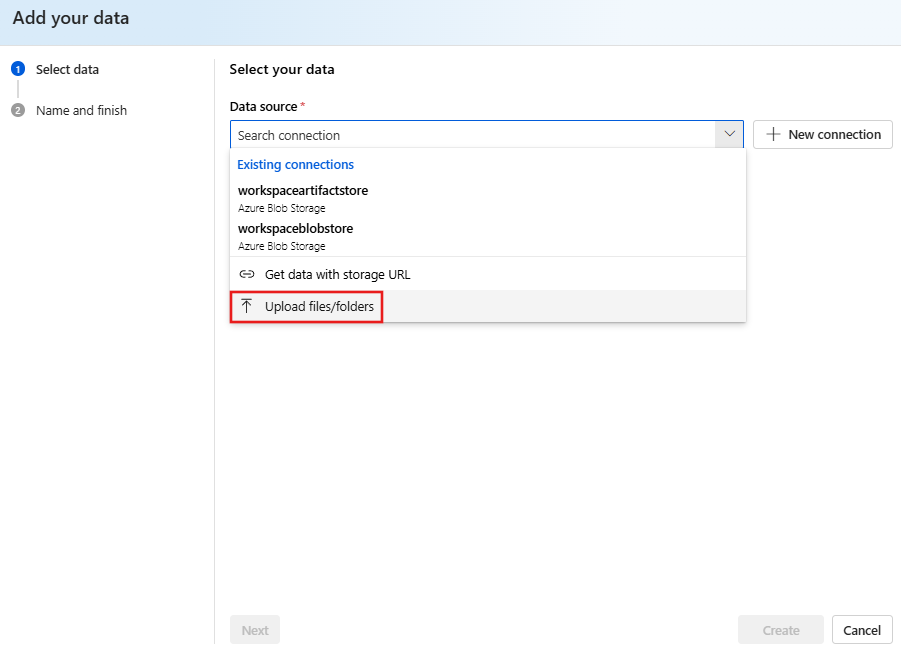 Add your data
1 Select data
2 Name and finish
Select your data
Data source *
Search connection
New connection
Existing connections
workspaceartifactstore
Azure Blob Storage
workspaceblobstore
Azure Blob Storage
Get data with storage URL
Upload files/folders
Next
Create
Cancel